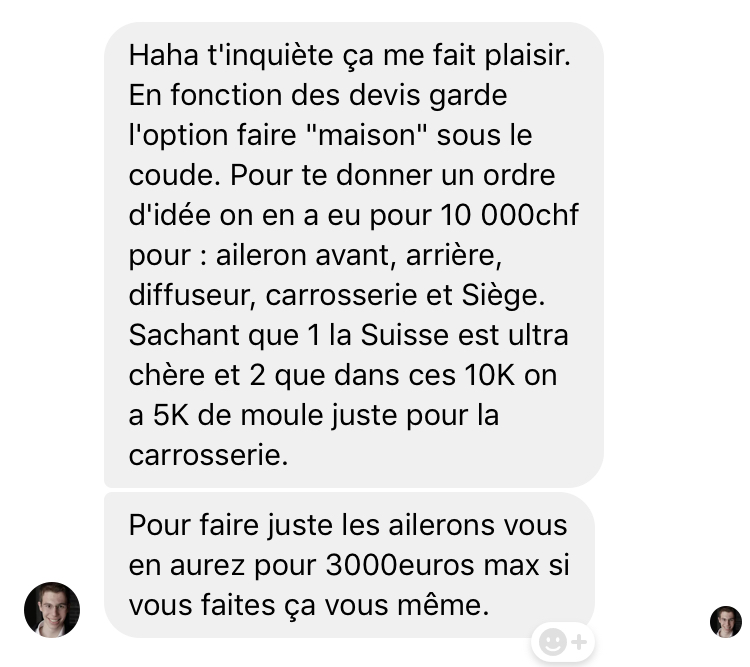 Haha t'inquiète ça me fait plaisir.
En fonction des devis garde
l'option faire "maison" sous le
coude. Pour te donner un ordre
d'idée on en a eu pour 10 000chf
pour : aileron avant, arrière,
diffuseur, carrosserie et Siège.
Sachant que 1 la Suisse est ultra
chère et 2 que dans ces 10K on
a 5K de moule juste pour la
carrosserie.
Pour faire juste les ailerons vous
en aurez pour 3000euros max si
vous faites ça vous même.